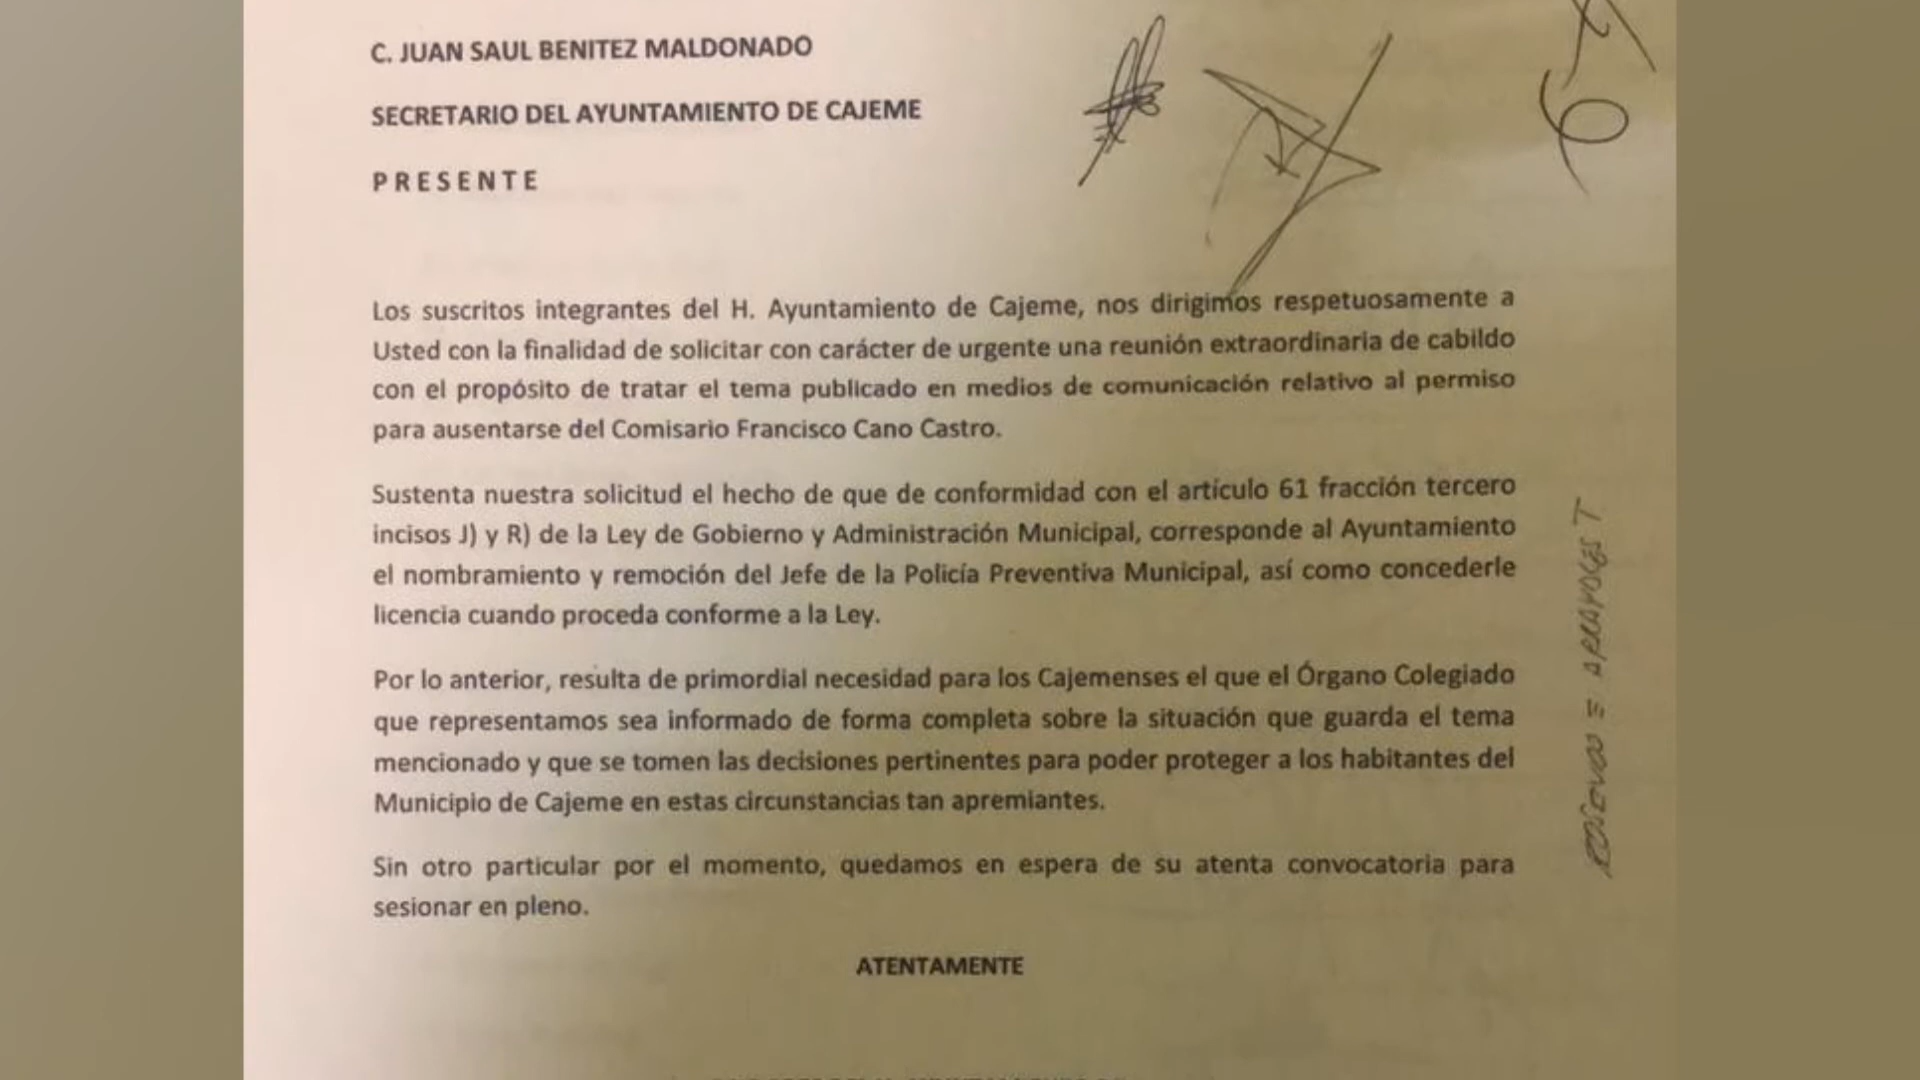 C. JUAN SAUL BENITEZ MALDONADO
SECRETARIO DEL AYUNTAMIENTO DE CAJEME
PRESENTE
Los suscritos integrantes del H. Ayuntamiento de Cajeme, nos dirigimos respetuosamente a
Usted con la finalidad de solicitar con carácter de urgente una reunión extraordinaria de cabildo
con el propósito de tratar el tema publicado en medios de comunicación relativo al permiso
para ausentarse del Comisario Francisco Cano Castro.
Sustenta nuestra solicitud el hecho de que de conformidad con el artículo 61 fracción tercero
incisos J) y R) de la Ley de Gobierno y Administración Municipal, corresponde al Ayuntamiento
el nombramiento y remoción del Jefe de la Policía Preventiva Municipal, así como concederle
licencia cuando proceda conforme a la Ley.
Por lo anterior, resulta de primordial necesidad para los Cajemenses el que el Órgano Colegiado
que representamos sea informado de forma completa sobre la situación que guarda el tema
mencionado y que se tomen las decisiones pertinentes para poder proteger a los habitantes del
Municipio de Cajeme en estas circunstancias tan apremiantes.
Sin otro particular por el momento, quedamos en espera de su atenta convocatoria para
sesionar en pleno.
ATENTAMENTE